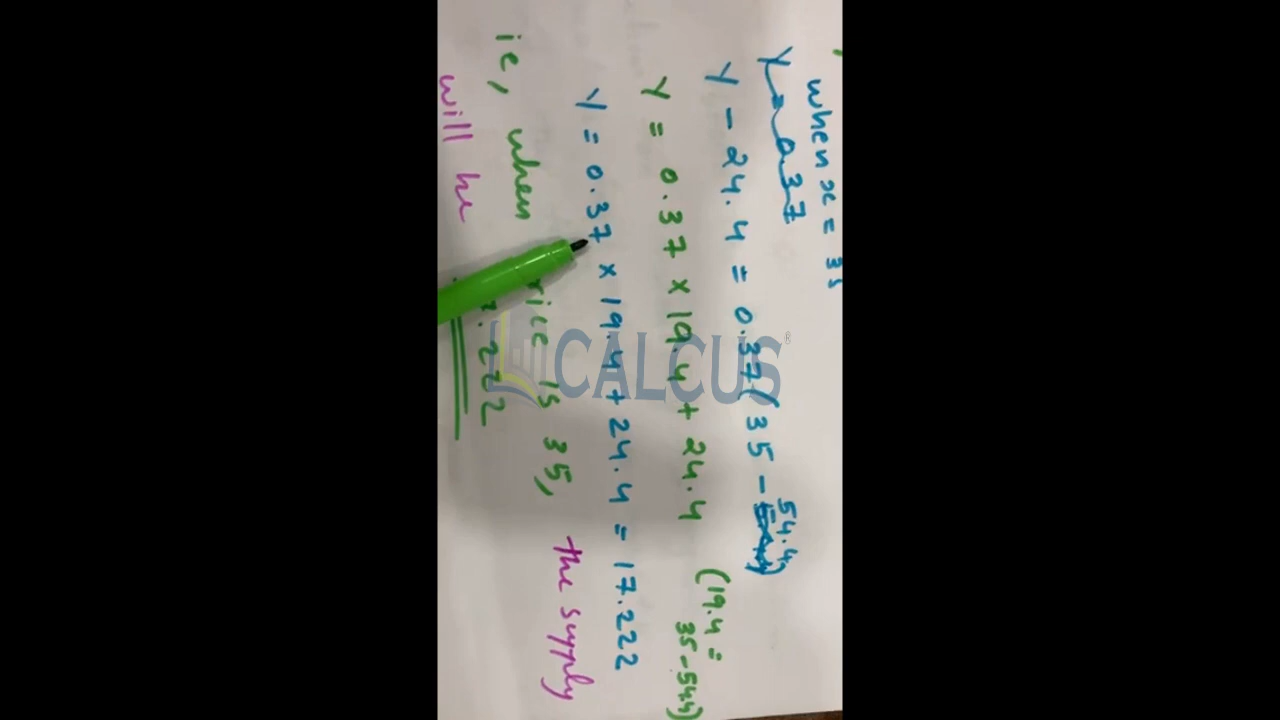 when x = 35
Y = 0.37
Y - 24.4 = 0.37 (35 - 54.4)
Y = 0.37 x 19.4 + 24.4 (19.4 = 35 - 54.4)
Y = 0.37 x 19.4 + 24.4 = 17.222
ie, when rice is 35, the supply
will be .222
CALCUS